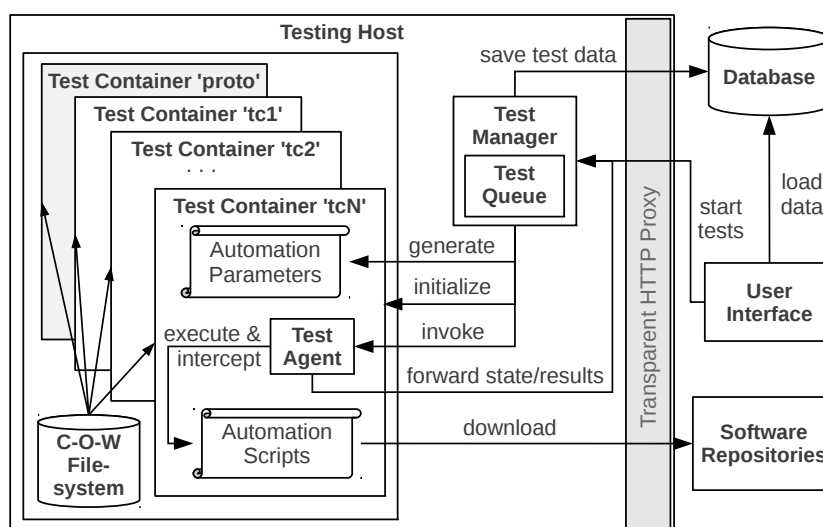 Testing Host
Test Container 'proto'
Test Container 'tc1'
Test Container 'tc2'
. . .
Test Container 'tcN'
Automation
Parameters
execute &
intercept
Test
Agent
Automation
Scripts
C-O-W
File-
system
save test data
Test
Manager
Test
Queue
generate
initialize
invoke
forward state/results
download
Transparent HTTP Proxy
Database
load
data
start
tests
User
Interface
Software
Repositories